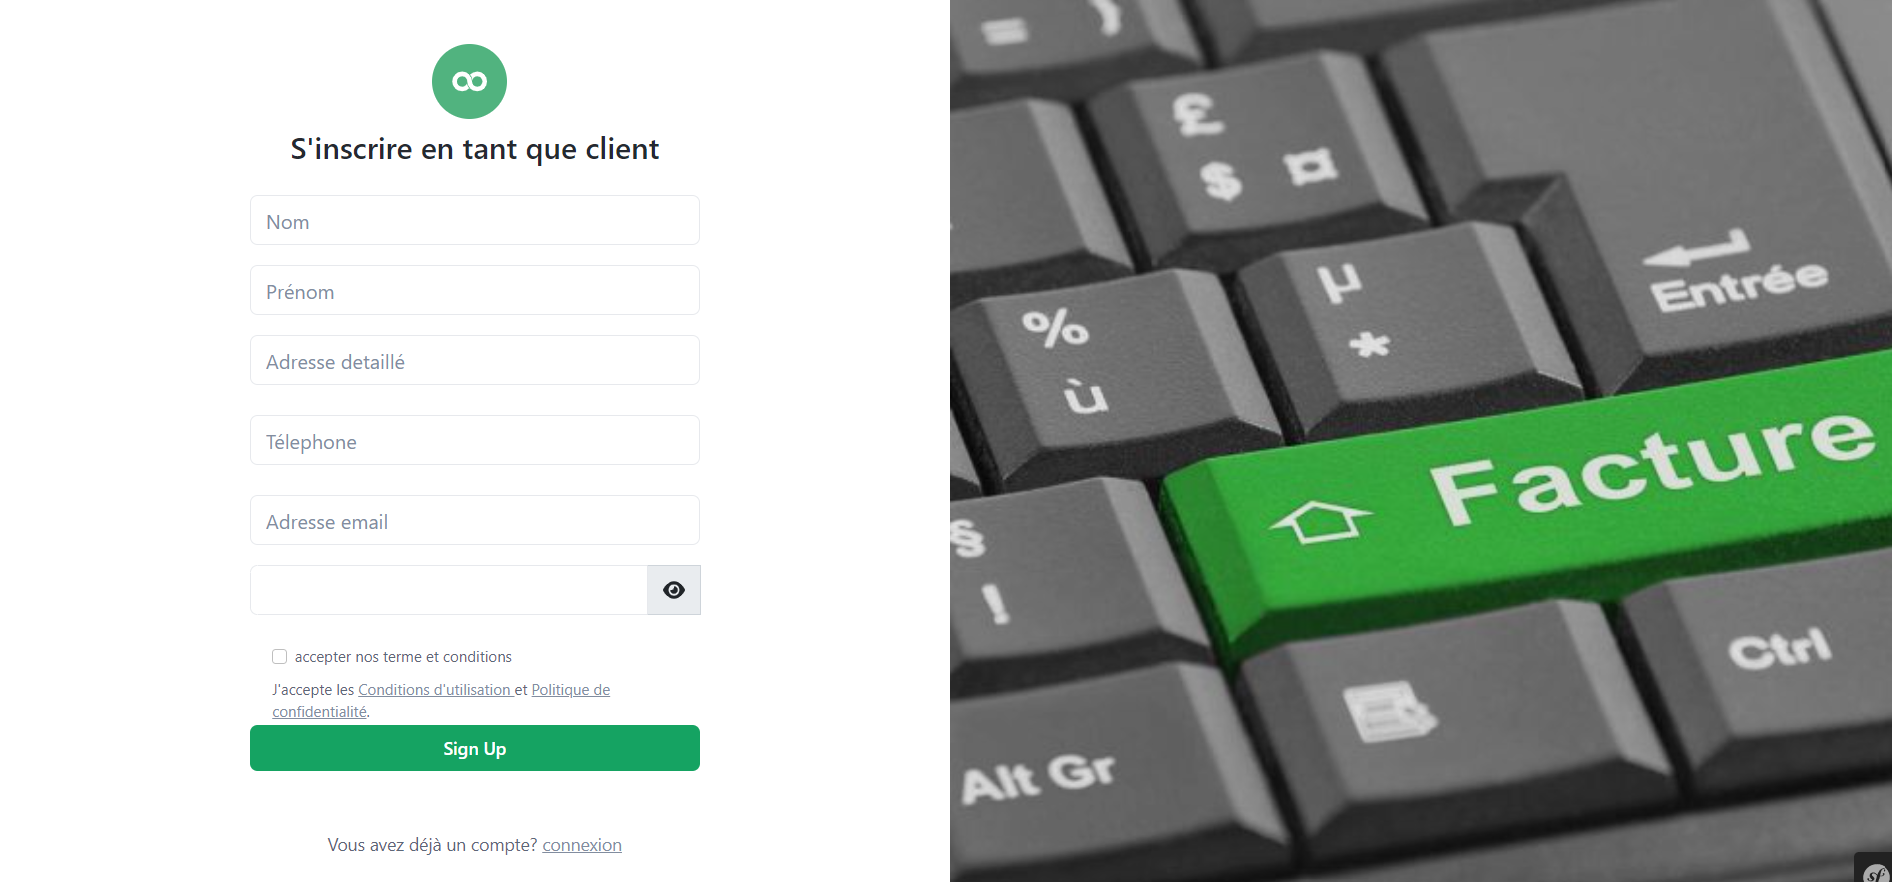 S'inscrire en tant que client
Nom
Prénom
Adresse detaillé
Télephone
Adresse email
accepter nos terme et conditions
J'accepte les Conditions d'utilisation et Politique de
confidentialité.
Sign Up
Vous avez déjà un compte? connexion
= }
£
$ ¤
Entrée
%
ù
µ
*
Facture
§
!
Ctrl
Alt Gr
sf